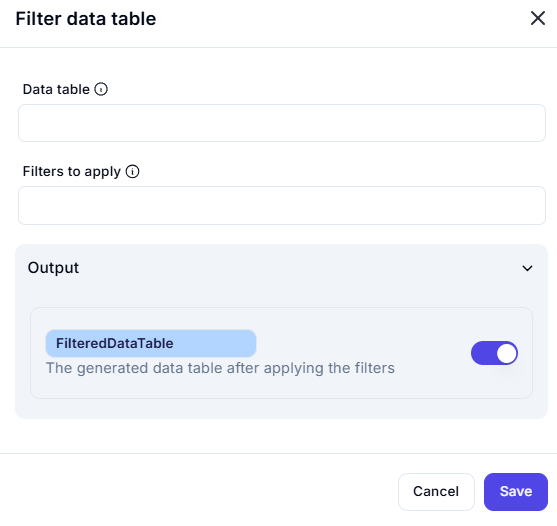 Filter data table
Data table
Filters to apply
Output
FilteredDataTable
The generated data table after applying the filters
Cancel
Save